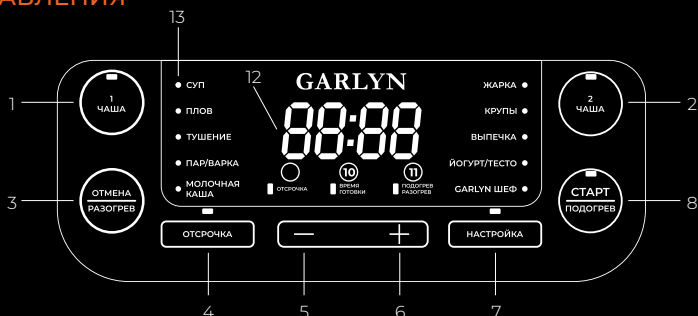 АВЛЕНИЯ
13
12
GARLYN
1
1
ЧАША
2
ЧАША
2
СУП
ПЛОВ
ТУШЕНИЕ
ПАР/ВАРКА
МОЛОЧНАЯ
КАША
88:88
10
11
ОТСРОЧКА
ВРЕМЯ
ГОТОВКИ
ПОДОГРЕВ
РАЗОГРЕВ
ЖАРКА
КРУПЫ
ВЫПЕЧКА
ЙОГУРТ/ТЕСТО
GARLYN ШЕФ
3
ОТМЕНА
РАЗОГРЕВ
СТАРТ
ПОДОГРЕВ
8
ОТСРОЧКА
— +
НАСТРОЙКА
4
5
6
7